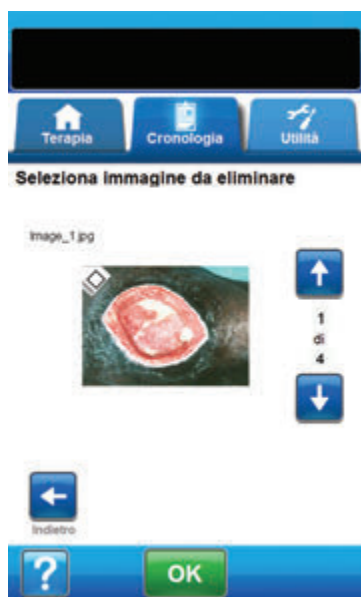 Terapia
Cronologia
Utilità
Seleziona immagine da eliminare
Image_1.jpg
1
di
4
Indietro
?
OK